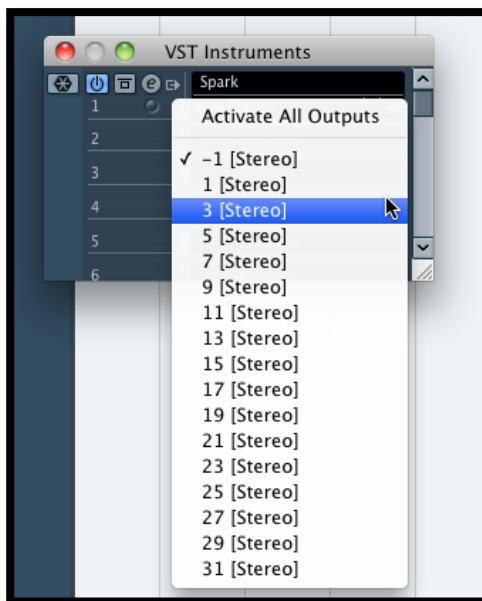 VST Instruments
e Spark
1
Activate All Outputs
2
✓ -1 [Stereo]
3
1 [Stereo]
4
3 [Stereo]
5
5 [Stereo]
7 [Stereo]
6
9 [Stereo]
11 [Stereo]
13 [Stereo]
15 [Stereo]
17 [Stereo]
19 [Stereo]
21 [Stereo]
23 [Stereo]
25 [Stereo]
27 [Stereo]
29 [Stereo]
31 [Stereo]